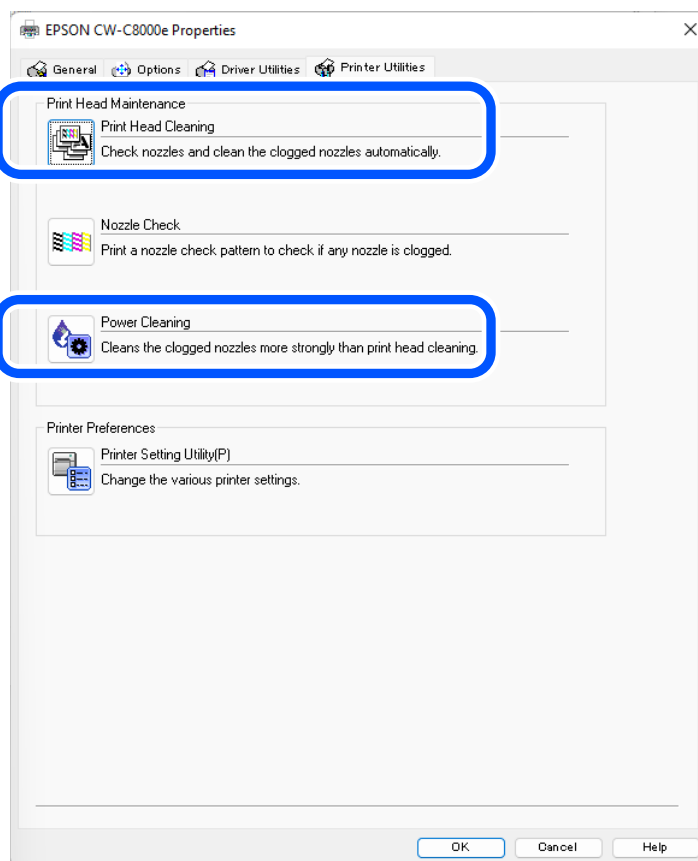 EPSON CW-C8000e Properties
General Options Driver Utilities Printer Utilities
Print Head Maintenance
Print Head Cleaning
Check nozzles and clean the clogged nozzles automatically.
Nozzle Check
Print a nozzle check pattern to check if any nozzle is clogged.
Power Cleaning
Cleans the clogged nozzles more strongly than print head cleaning.
Printer Preferences
Printer Setting Utility(P)
Change the various printer settings.
OK Cancel Help